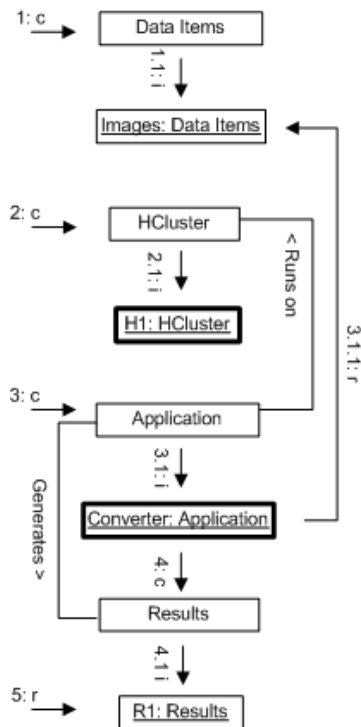 1: c
Data Items
1.1: i
Images: Data Items
2: c
HCluster
2.1: i
< Runs on
H1: HCluster
3.1.1: r
3: c
Application
3.1: i
Generates >
Converter: Application
4: c
Results
4.1 i
5: r
R1: Results